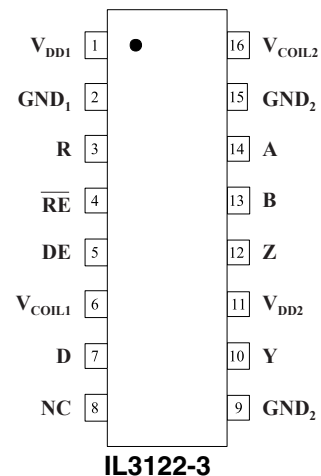 V_DD1 1 16 V_COIL2
GND_1 2 15 GND_2
R 3 14 A
R̅E̅ 4 13 B
DE 5 12 Z
V_COIL1 6 11 V_DD2
D 7 10 Y
NC 8 9 GND_2
IL3122-3